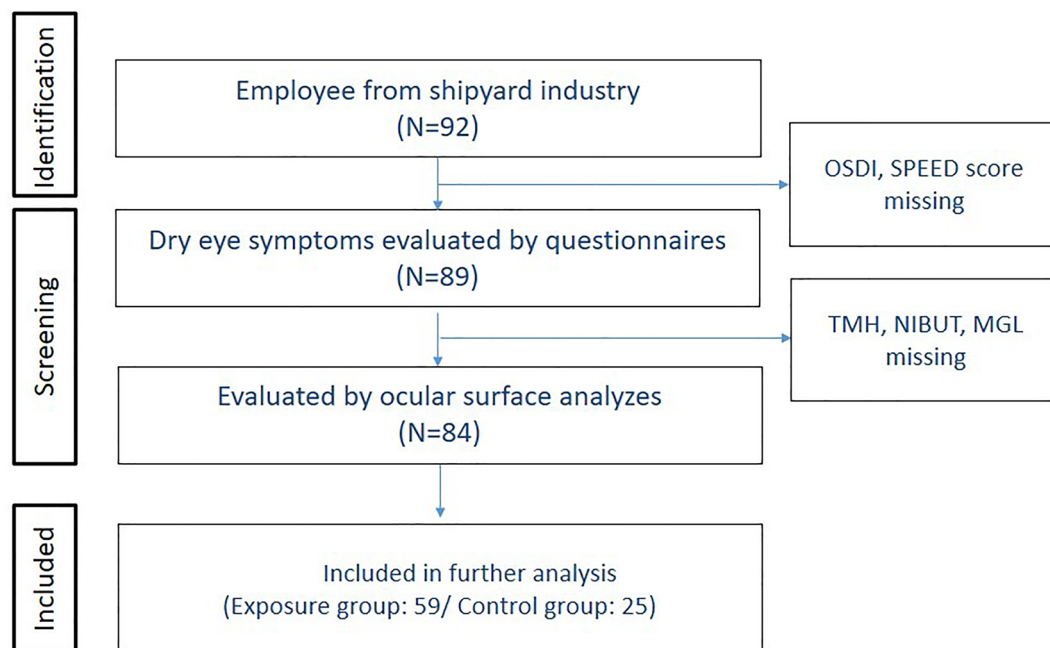 Identification
Employee from shipyard industry
(N=92)
OSDI, SPEED score
missing
Screening
Dry eye symptoms evaluated by questionnaires
(N=89)
TMH, NIBUT, MGL
missing
Evaluated by ocular surface analyzes
(N=84)
Included
Included in further analysis
(Exposure group: 59/ Control group: 25)